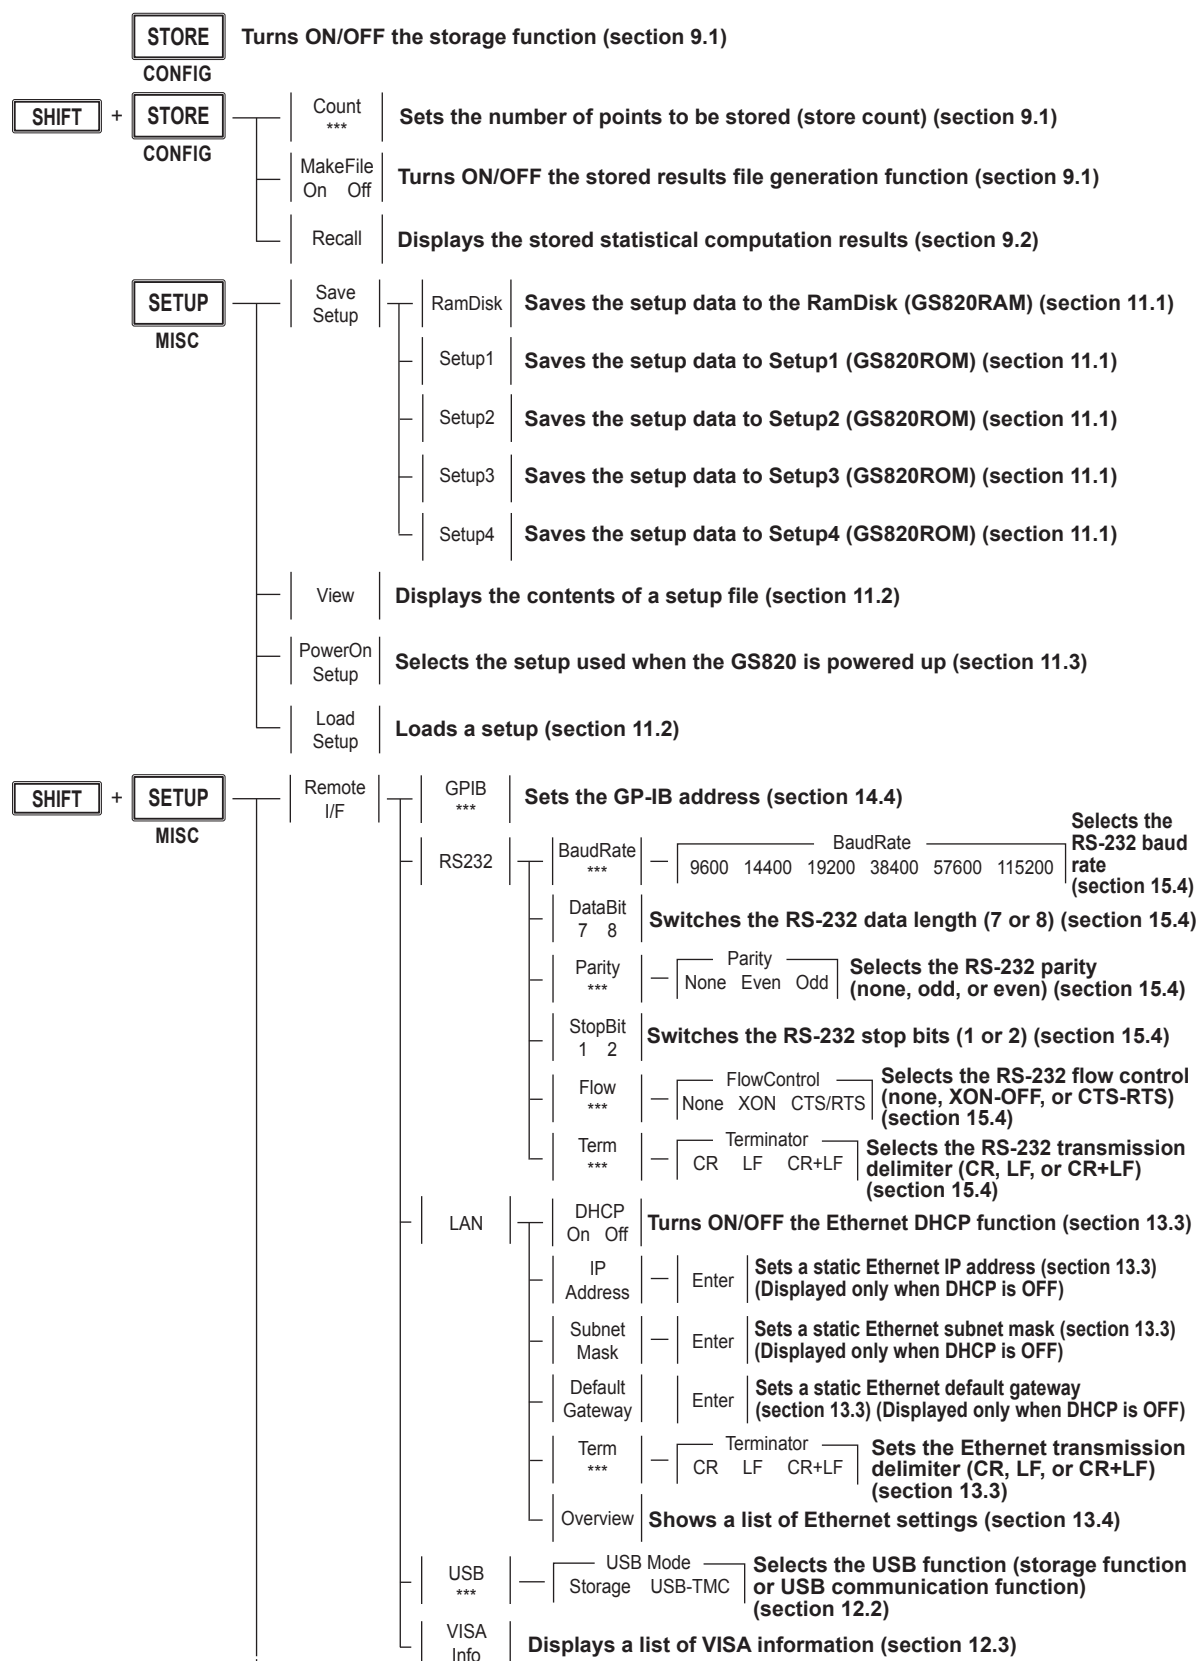 STORE Turns ON/OFF the storage function (section 9.1)
CONFIG
SHIFT + STORE Count *** Sets the number of points to be stored (store count) (section 9.1)
CONFIG
MakeFile
On Off Turns ON/OFF the stored results file generation function (section 9.1)
Recall Displays the stored statistical computation results (section 9.2)
SETUP Save Setup RamDisk Saves the setup data to the RamDisk (GS820RAM) (section 11.1)
MISC
Setup1 Saves the setup data to Setup1 (GS820ROM) (section 11.1)
Setup2 Saves the setup data to Setup2 (GS820ROM) (section 11.1)
Setup3 Saves the setup data to Setup3 (GS820ROM) (section 11.1)
Setup4 Saves the setup data to Setup4 (GS820ROM) (section 11.1)
View Displays the contents of a setup file (section 11.2)
PowerOn
Setup Selects the setup used when the GS820 is powered up (section 11.3)
Load
Setup Loads a setup (section 11.2)
SHIFT + SETUP Remote I/F GPIB *** Sets the GP-IB address (section 14.4)
MISC
RS232 BaudRate *** BaudRate
9600 14400 19200 38400 57600 115200
Selects the
RS-232 baud
rate
(section 15.4)
DataBit
7 8 Switches the RS-232 data length (7 or 8) (section 15.4)
Parity
*** Parity
None Even Odd
Selects the RS-232 parity
(none, odd, or even) (section 15.4)
StopBit
1 2 Switches the RS-232 stop bits (1 or 2) (section 15.4)
Flow
*** FlowControl
None XON CTS/RTS
Selects the RS-232 flow control
(none, XON-OFF, or CTS-RTS)
(section 15.4)
Term
*** Terminator
CR LF CR+LF
Selects the RS-232 transmission
delimiter (CR, LF, or CR+LF)
(section 15.4)
LAN DHCP
On Off Turns ON/OFF the Ethernet DHCP function (section 13.3)
IP
Address Enter
Sets a static Ethernet IP address (section 13.3)
(Displayed only when DHCP is OFF)
Subnet
Mask Enter
Sets a static Ethernet subnet mask (section 13.3)
(Displayed only when DHCP is OFF)
Default
Gateway Enter
Sets a static Ethernet default gateway
(section 13.3) (Displayed only when DHCP is OFF)
Term
*** Terminator
CR LF CR+LF
Sets the Ethernet transmission
delimiter (CR, LF, or CR+LF)
(section 13.3)
Overview Shows a list of Ethernet settings (section 13.4)
USB
*** USB Mode
Storage USB-TMC
Selects the USB function (storage function
or USB communication function)
(section 12.2)
VISA
Info Displays a list of VISA information (section 12.3)